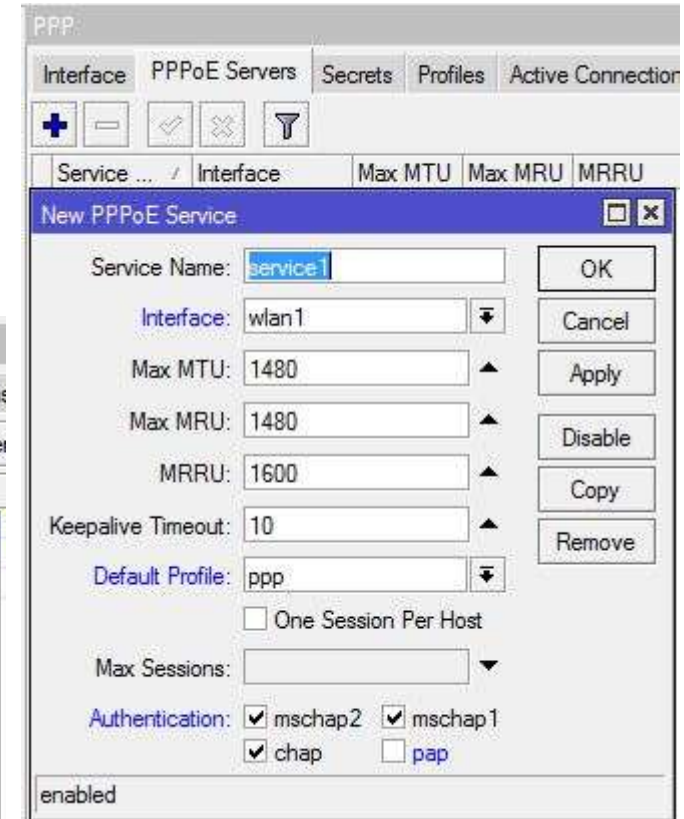 PPP
Interface PPPoE Servers Secrets Profiles Active Connection
Service ... / Interface Max MTU Max MRU MRRU
New PPPoE Service
Service Name: service1 OK
Interface: wlan1 Cancel
Max MTU: 1480 Apply
Max MRU: 1480 Disable
MRRU: 1600 Copy
Keepalive Timeout: 10 Remove
Default Profile: ppp
One Session Per Host
Max Sessions:
Authentication: mschap2 mschap1
chap pap
enabled